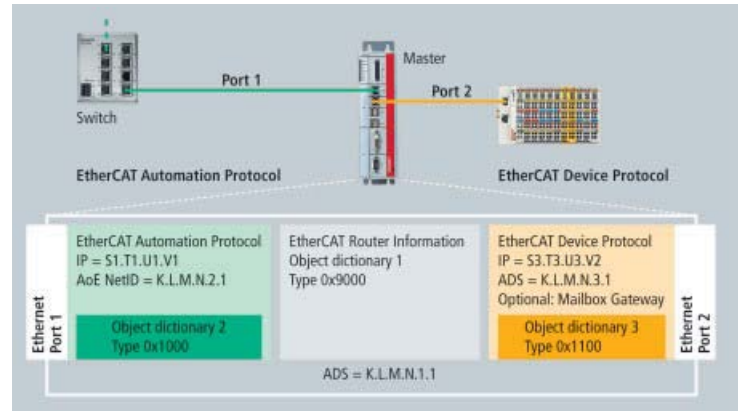 Master
Port 1
Port 2
Switch
EtherCAT Automation Protocol
EtherCAT Device Protocol
Ethernet
Port 1
EtherCAT Automation Protocol
IP = S1.T1.U1.V1
AoE NetID = K.L.M.N.2.1
Object dictionary 2
Type 0x1000
EtherCAT Router Information
Object dictionary 1
Type 0x9000
EtherCAT Device Protocol
IP = S3.T3.U3.V2
ADS = K.L.M.N.3.1
Optional: Mailbox Gateway
Object dictionary 3
Type 0x1100
Ethernet
Port 2
ADS = K.L.M.N.1.1